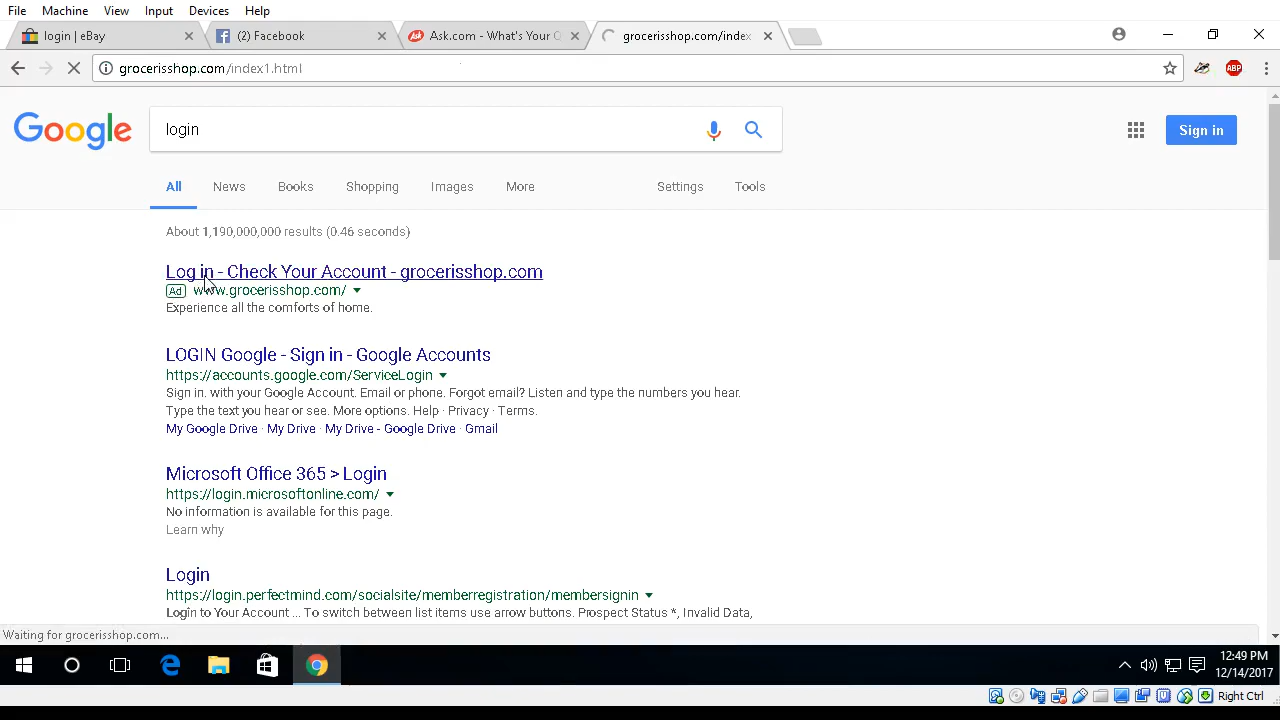 File Machine View Input Devices Help
login | eBay (2) Facebook Ask.com - What's Your Q grocerisshop.com/index
grocerisshop.com/index1.html ABP
Google login Sign in
All News Books Shopping Images More Settings Tools
About 1,190,000,000 results (0.46 seconds)
Log in - Check Your Account - grocerisshop.com
Ad www.grocerisshop.com/
Experience all the comforts of home.
LOGIN Google - Sign in - Google Accounts
https://accounts.google.com/ServiceLogin
Sign in. with your Google Account. Email or phone. Forgot email? Listen and type the numbers you hear.
Type the text you hear or see. More options. Help · Privacy · Terms.
My Google Drive · My Drive · My Drive - Google Drive · Gmail
Microsoft Office 365 > Login
https://login.microsoftonline.com/
No information is available for this page.
Learn why
Login
https://login.perfectmind.com/socialsite/memberregistration/membersignin
Login to Your Account ... To switch between list items use arrow buttons. Prospect Status *, Invalid Data,
Waiting for grocerisshop.com...
12:49 PM
12/14/2017
Right Ctrl